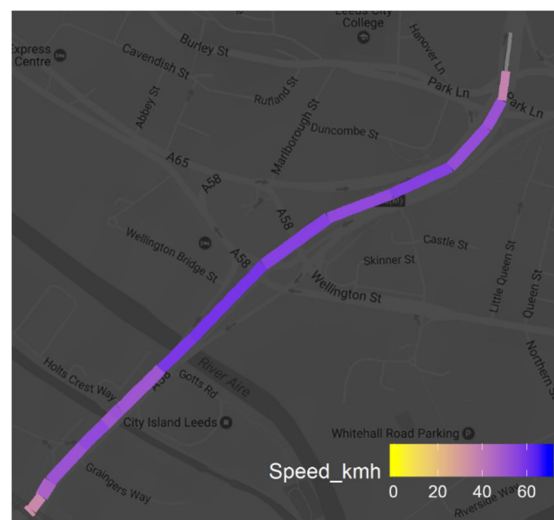 Leeds City
College
Hanover Ln
Burley St
Express
Centre
Cavendish St
Park Ln
Park Ln
Rutland St
Abbey St
Marlborough St
Duncombe St
A65
A58
A58
Wellington Bridge St
A58
Castle St
Skinner St
Little Queen St
Queen St
Wellington St
Northern St
River Aire
A58
Gotts Rd
Holts Crest Way
City Island Leeds
Whitehall Road Parking P
Graingers Way
Riverside Way
Speed_kmh
0 20 40 60